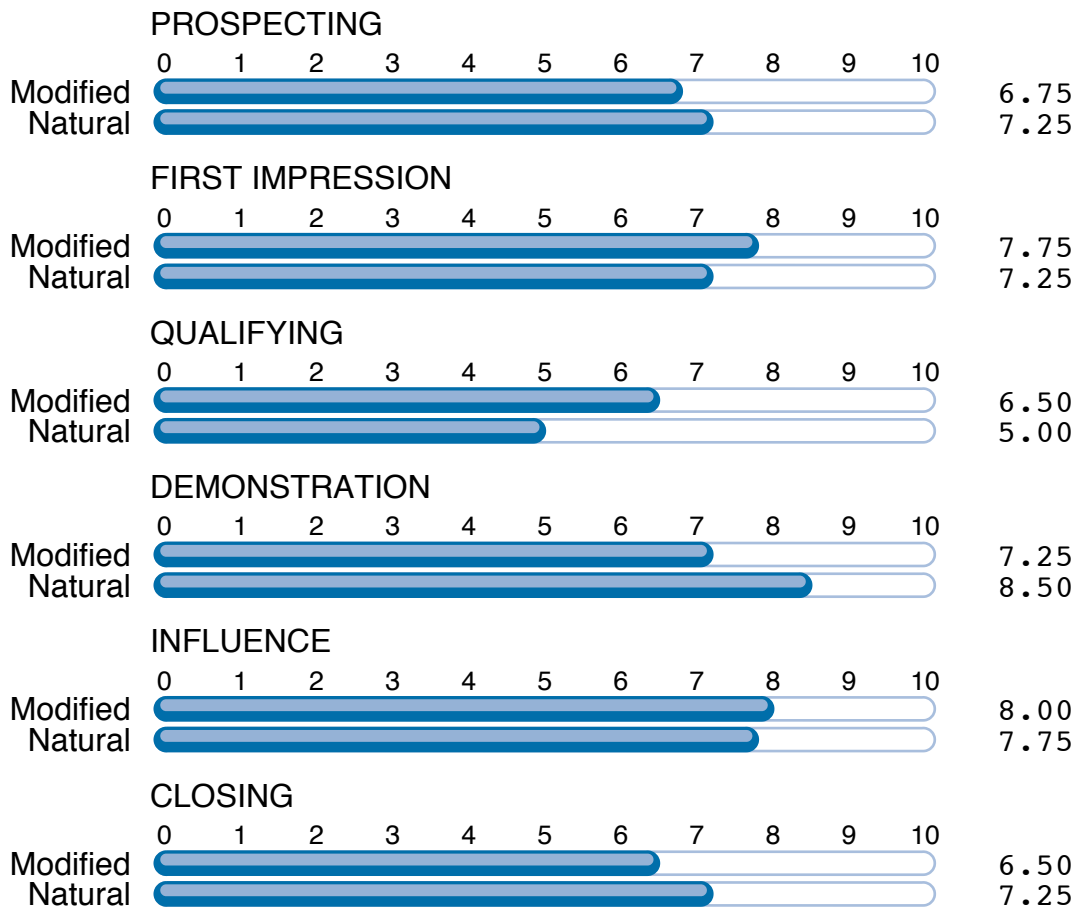 PROSPECTING
0 1 2 3 4 5 6 7 8 9 10
Modified 6.75
Natural 7.25
FIRST IMPRESSION
0 1 2 3 4 5 6 7 8 9 10
Modified 7.75
Natural 7.25
QUALIFYING
0 1 2 3 4 5 6 7 8 9 10
Modified 6.50
Natural 5.00
DEMONSTRATION
0 1 2 3 4 5 6 7 8 9 10
Modified 7.25
Natural 8.50
INFLUENCE
0 1 2 3 4 5 6 7 8 9 10
Modified 8.00
Natural 7.75
CLOSING
0 1 2 3 4 5 6 7 8 9 10
Modified 6.50
Natural 7.25